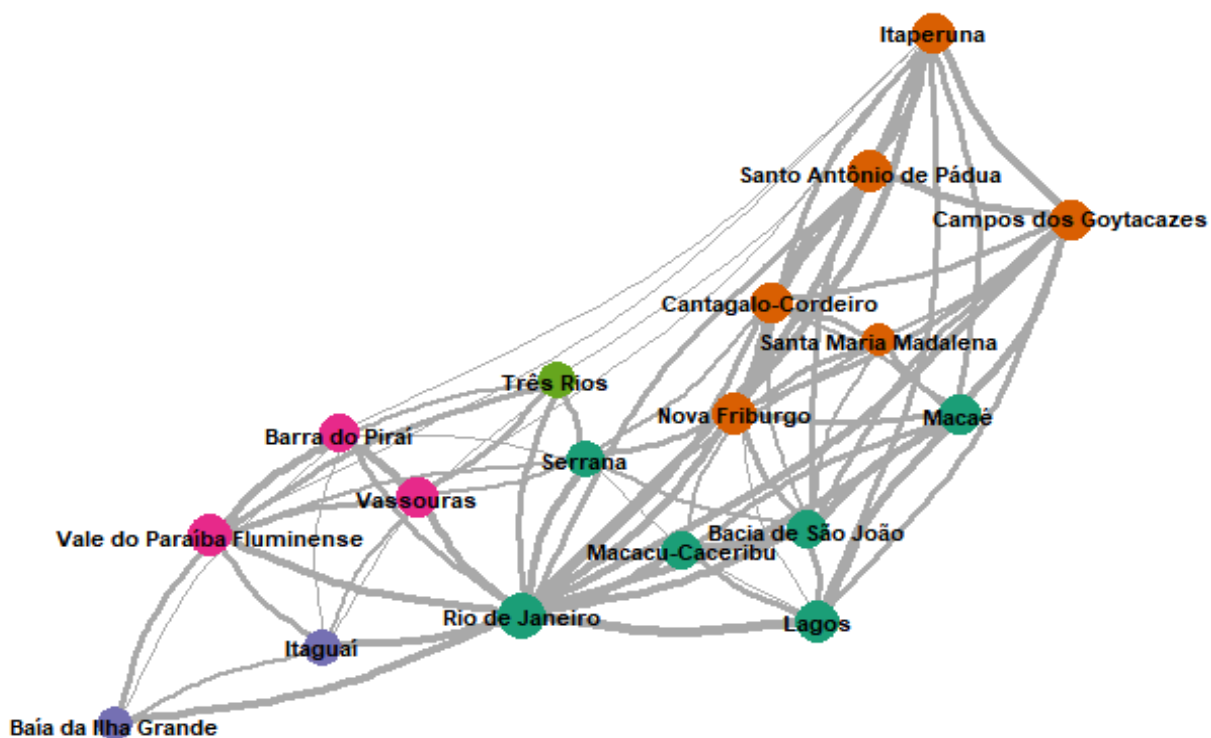 Itaperuna
Santo Antônio de Pádua
Campos dos Goytacazes
Cantagalo-Cordeiro
Santa Maria Madalena
Três Rios
Nova Friburgo
Macaé
Barra do Piraí
Serrana
Vassouras
Bacia de São João
Vale do Paraíba Fluminense
Macacu-Caceribu
Rio de Janeiro
Lagos
Itaguaí
Baía da Ilha Grande